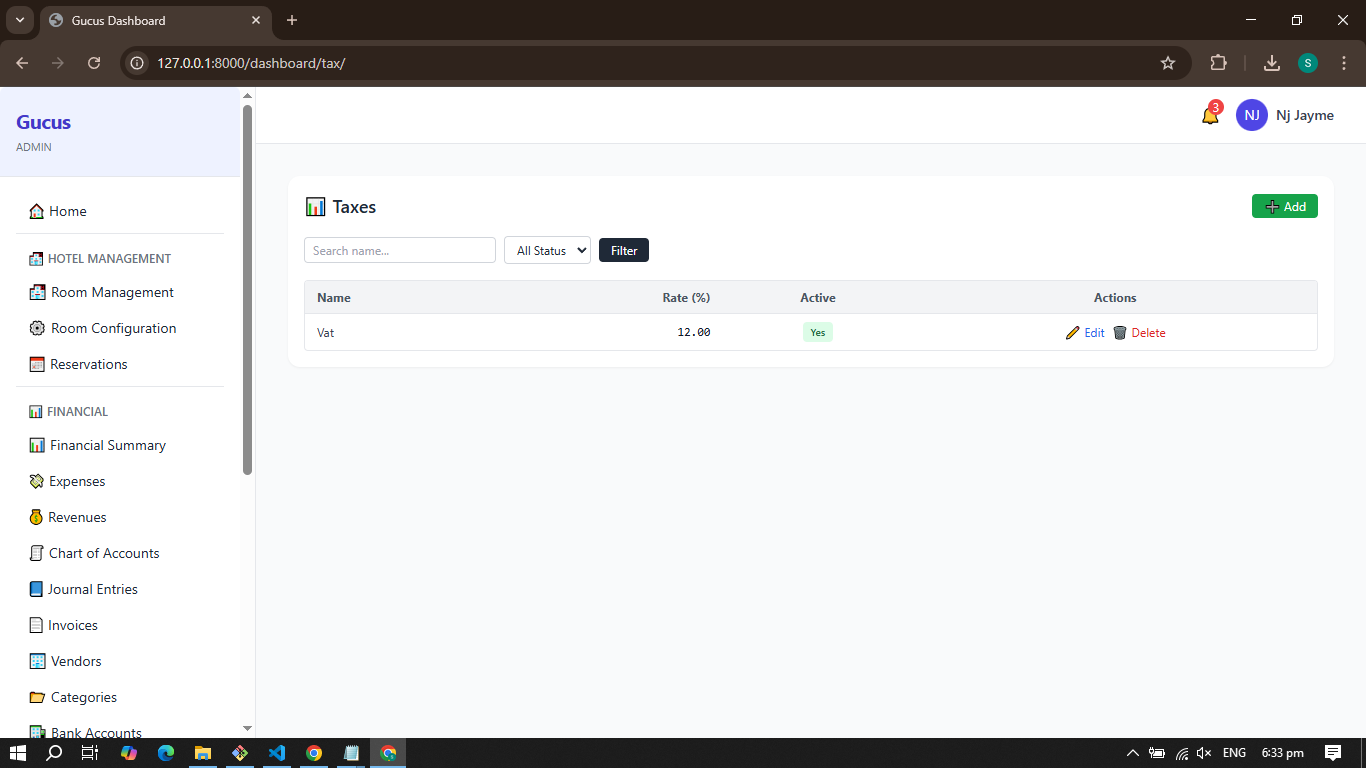 Gucus Dashboard
127.0.0.1:8000/dashboard/tax/
S
Gucus
ADMIN
3
NJ
Nj Jayme
Home
HOTEL MANAGEMENT
Room Management
Room Configuration
Reservations
FINANCIAL
Financial Summary
Expenses
Revenues
Chart of Accounts
Journal Entries
Invoices
Vendors
Categories
Bank Accounts
Taxes
Add
Search name...
All Status
Filter
Name Rate (%) Active Actions
Vat 12.00 Yes Edit Delete
ENG
6:33 pm